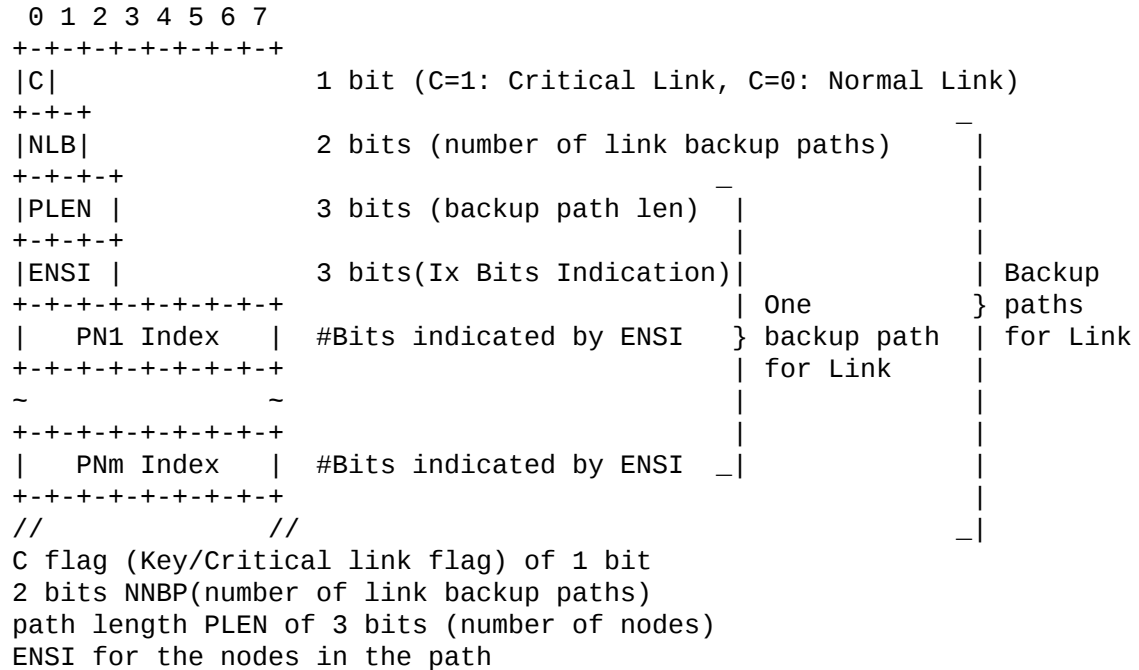 0 1 2 3 4 5 6 7
+-+-+-+-+-+-+-+-+
|C|                1 bit (C=1: Critical Link, C=0: Normal Link)
+-+-+                                                    _
|NLB|              2 bits (number of link backup paths)     |
+-+-+-+                                    _                |
|PLEN |            3 bits (backup path len)  |              |
+-+-+-+                                      |              |
|ENSI |            3 bits(Ix Bits Indication)|              | Backup
+-+-+-+-+-+-+-+-+                            | One          } paths
|   PN1 Index   |  #Bits indicated by ENSI   } backup path  | for Link
+-+-+-+-+-+-+-+-+                            | for Link     |
~               ~                            |              |
+-+-+-+-+-+-+-+-+                            |              |
|   PNm Index   |  #Bits indicated by ENSI  _|              |
+-+-+-+-+-+-+-+-+                                           |
//              //                                         _|
C flag (Key/Critical link flag) of 1 bit
2 bits NNBP(number of link backup paths)
path length PLEN of 3 bits (number of nodes)
ENSI for the nodes in the path